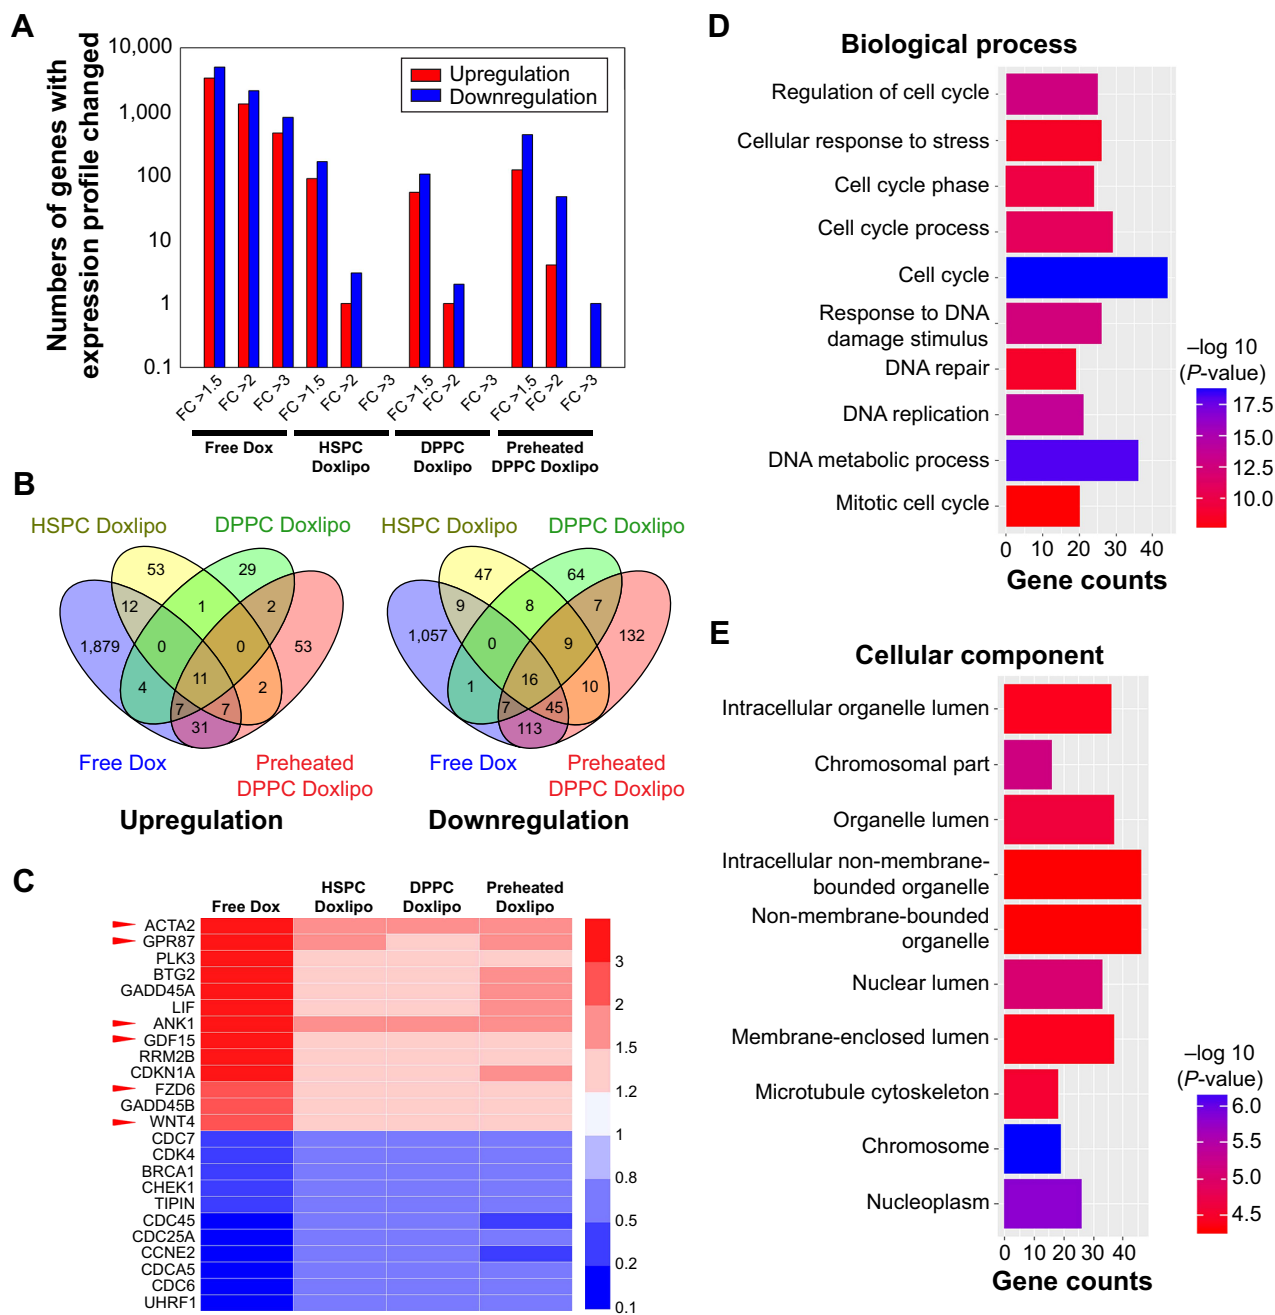 A
Numbers of genes with
expression profile changed
10,000
1,000
100
10
1
0.1
Upregulation
Downregulation
FC >1.5
FC >2
FC >3
FC >1.5
FC >2
FC >3
FC >1.5
FC >2
FC >3
FC >1.5
FC >2
FC >3
Free Dox
HSPC
Doxlipo
DPPC
Doxlipo
Preheated
DPPC Doxlipo
B
HSPC Doxlipo
DPPC Doxlipo
53
29
12
1
2
1,879
0
0
53
4
11
2
7
7
31
Free Dox
Preheated
DPPC Doxlipo
Upregulation
HSPC Doxlipo
DPPC Doxlipo
47
64
9
8
7
1,057
0
9
132
1
16
10
7
45
113
Free Dox
Preheated
DPPC Doxlipo
Downregulation
C
Free Dox
HSPC
Doxlipo
DPPC
Doxlipo
Preheated
Doxlipo
ACTA2
GPR87
PLK3
BTG2
GADD45A
LIF
ANK1
GDF15
RRM2B
CDKN1A
FZD6
GADD45B
WNT4
CDC7
CDK4
BRCA1
CHEK1
TIPIN
CDC45
CDC25A
CCNE2
CDCA5
CDC6
UHRF1
3
2
1.5
1.2
1
0.8
0.5
0.2
0.1
D
Biological process
Regulation of cell cycle
Cellular response to stress
Cell cycle phase
Cell cycle process
Cell cycle
Response to DNA
damage stimulus
DNA repair
DNA replication
DNA metabolic process
Mitotic cell cycle
0 10 20 30 40
Gene counts
–log 10
(P-value)
17.5
15.0
12.5
10.0
E
Cellular component
Intracellular organelle lumen
Chromosomal part
Organelle lumen
Intracellular non-membrane-
bounded organelle
Non-membrane-bounded
organelle
Nuclear lumen
Membrane-enclosed lumen
Microtubule cytoskeleton
Chromosome
Nucleoplasm
0 10 20 30 40
Gene counts
–log 10
(P-value)
6.0
5.5
5.0
4.5